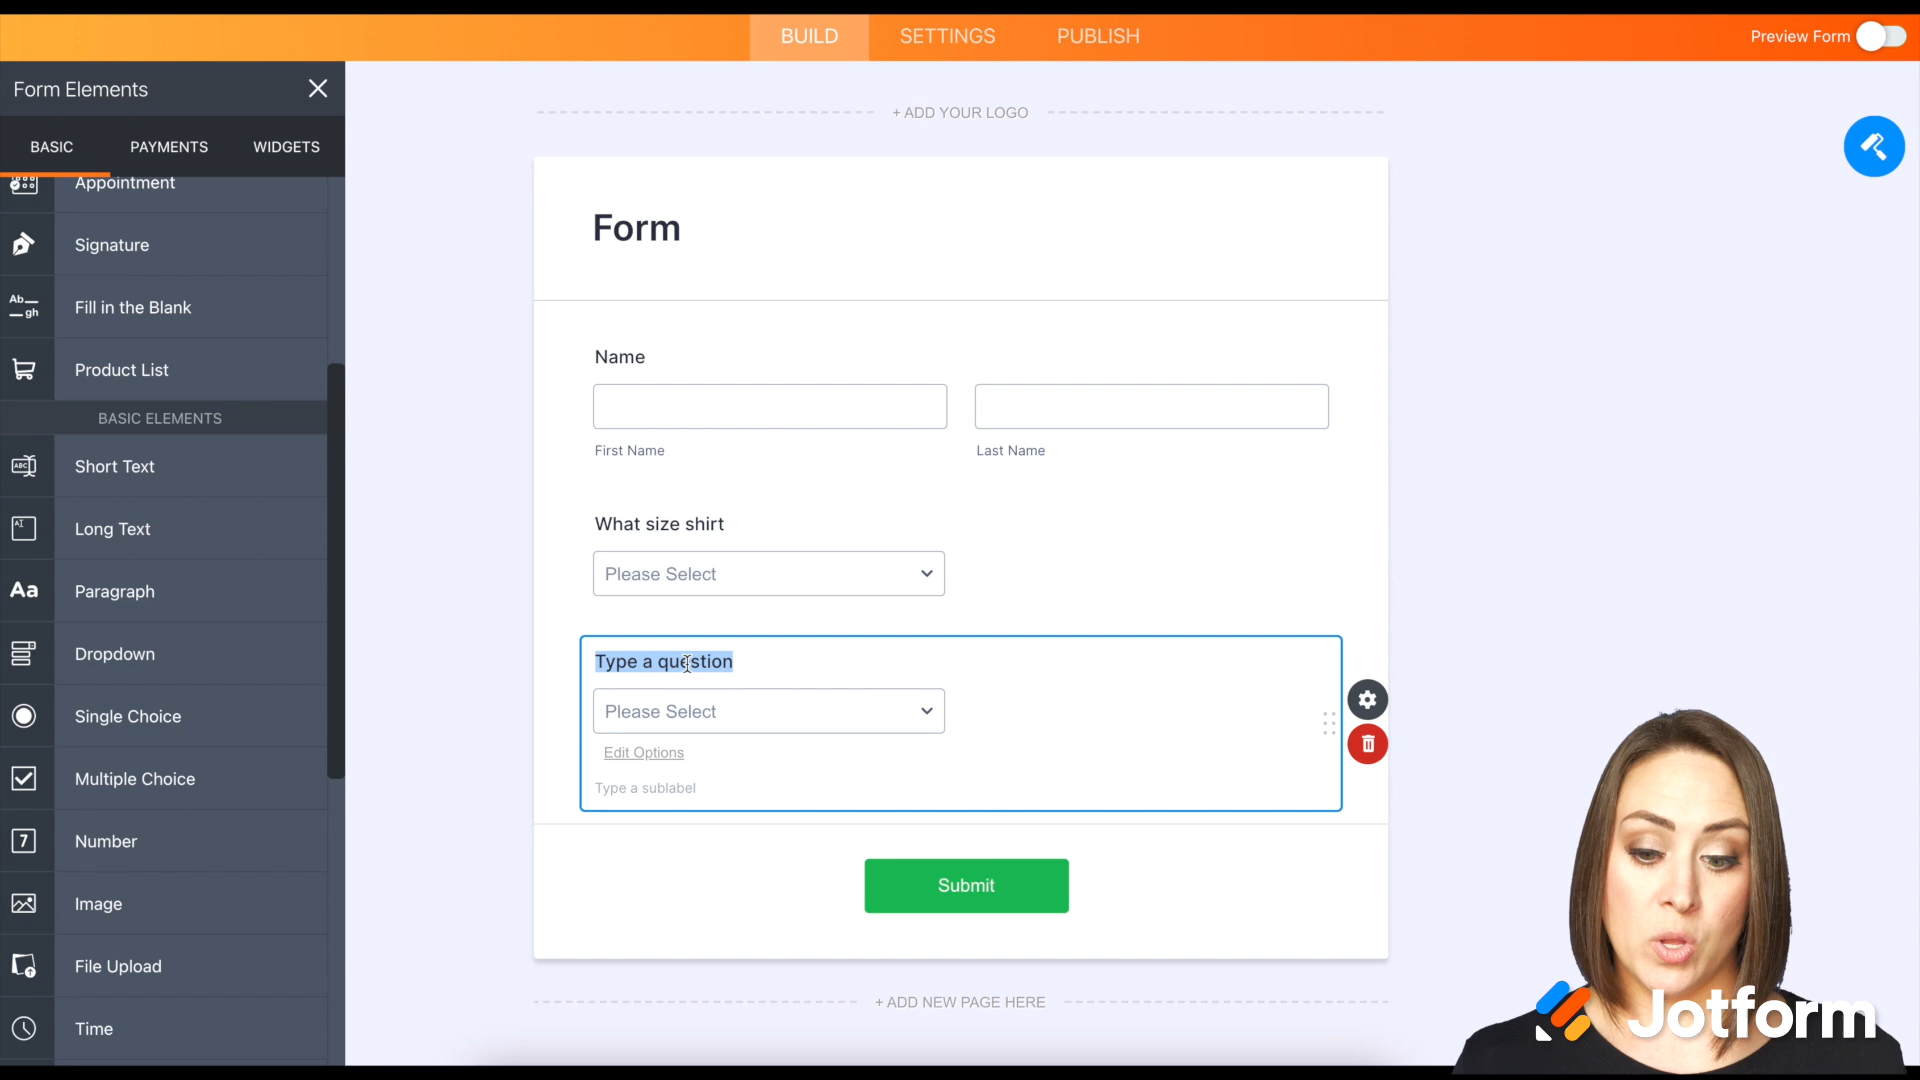 BUILD
SETTINGS
PUBLISH
Preview Form
Form Elements
BASIC
PAYMENTS
WIDGETS
Appointment
Signature
Ab
gh
Fill in the Blank
Product List
BASIC ELEMENTS
ABC
Short Text
AI
Long Text
Aa
Paragraph
Dropdown
Single Choice
Multiple Choice
7
Number
Image
File Upload
Time
+ ADD YOUR LOGO
Form
Name
First Name
Last Name
What size shirt
Please Select
Type a question
Please Select
Edit Options
Type a sublabel
Submit
+ ADD NEW PAGE HERE
Jotform